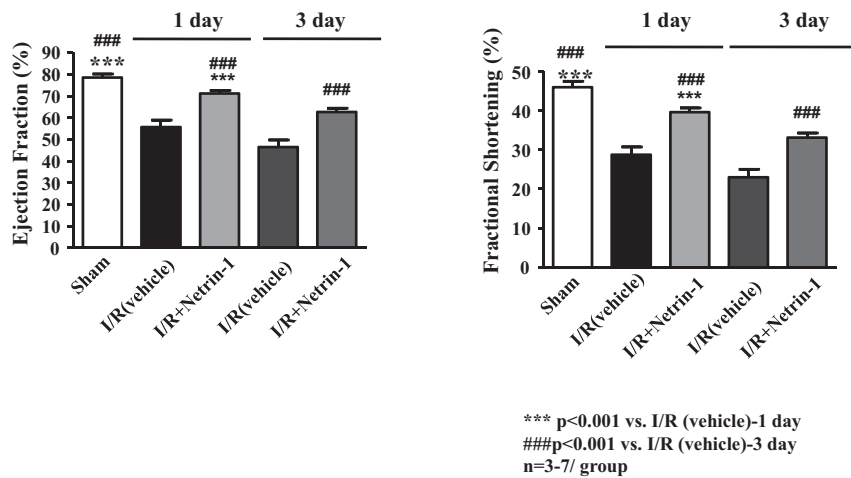 1 day
3 day
Ejection Fraction (%)
90
80
70
60
50
40
30
20
10
0
###
***
###
***
###
Sham
I/R(vehicle)
I/R+Netrin-1
I/R(vehicle)
I/R+Netrin-1
1 day
3 day
Fractional Shortening (%)
50
40
30
20
10
0
###
***
###
***
###
Sham
I/R(vehicle)
I/R+Netrin-1
I/R(vehicle)
I/R+Netrin-1
*** p<0.001 vs. I/R (vehicle)-1 day
###p<0.001 vs. I/R (vehicle)-3 day
n=3-7/ group